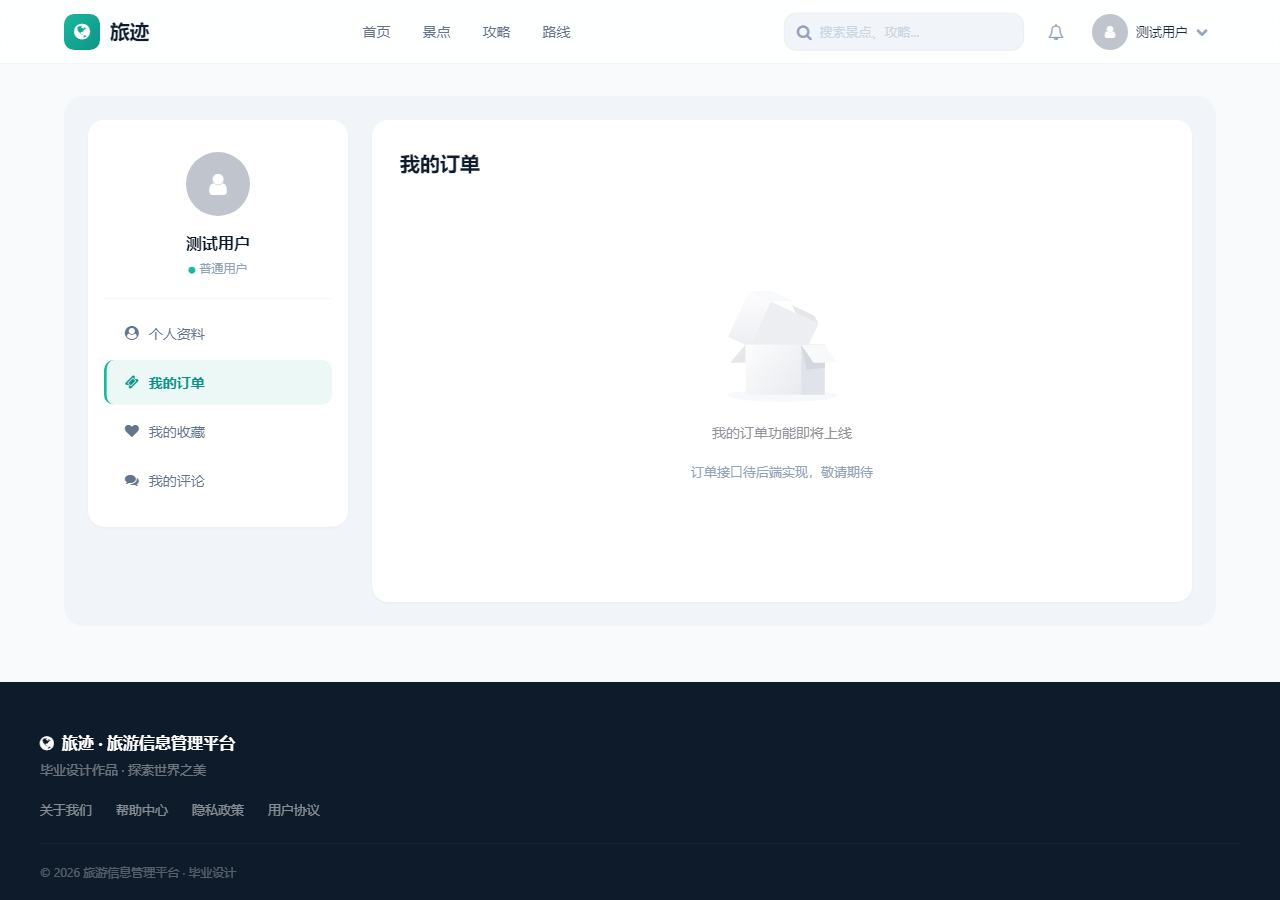 旅迹
首页 景点 攻略 路线
搜索景点、攻略...
测试用户
测试用户
普通用户
个人资料
我的订单
我的收藏
我的评论
我的订单
我的订单功能即将上线
订单接口待后端实现，敬请期待
旅迹 · 旅游信息管理平台
毕业设计作品 · 探索世界之美
关于我们 帮助中心 隐私政策 用户协议
© 2026 旅游信息管理平台 · 毕业设计